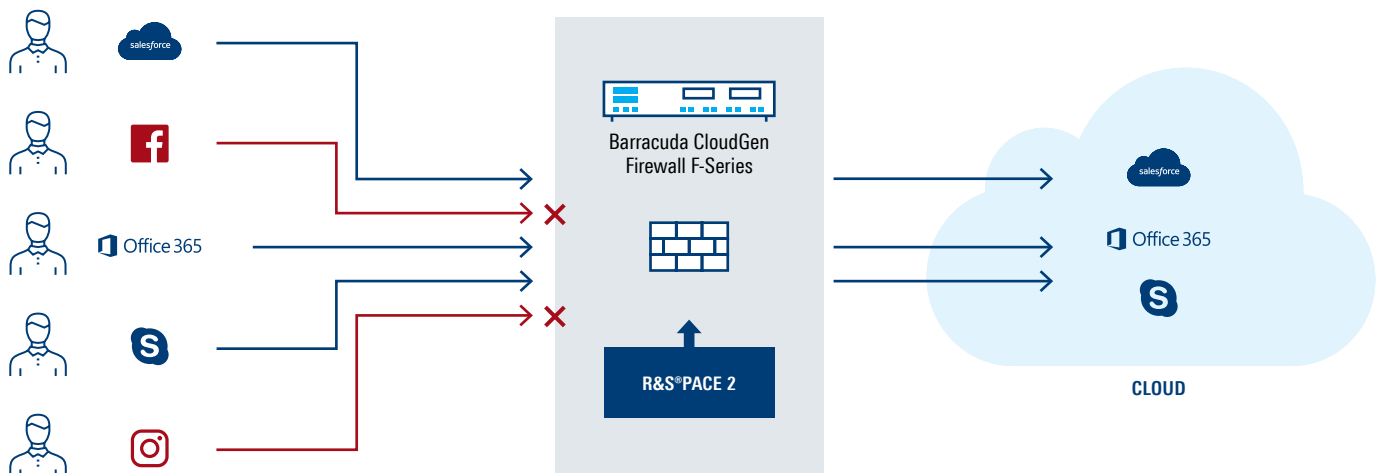 salesforce
f
Office 365
S
Barracuda CloudGen
Firewall F-Series
R&S®PACE 2
salesforce
Office 365
S
CLOUD